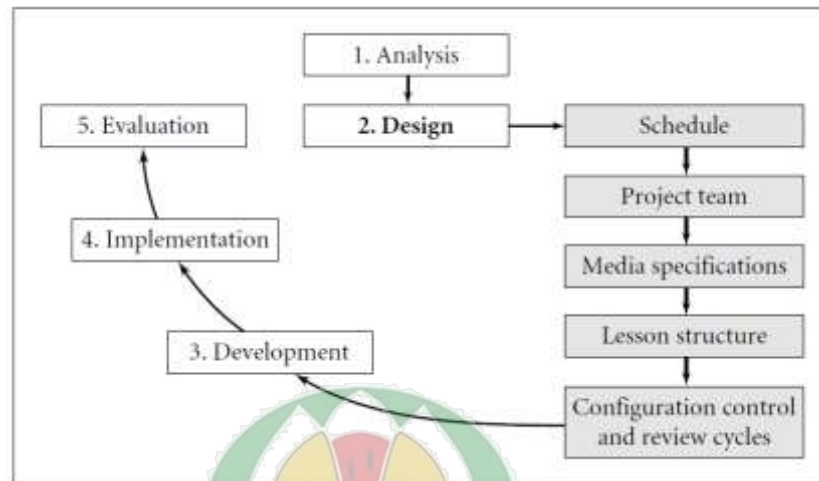 1. Analysis
2. Design
Schedule
Project team
Media specifications
Lesson structure
Configuration control
and review cycles
3. Development
4. Implementation
5. Evaluation